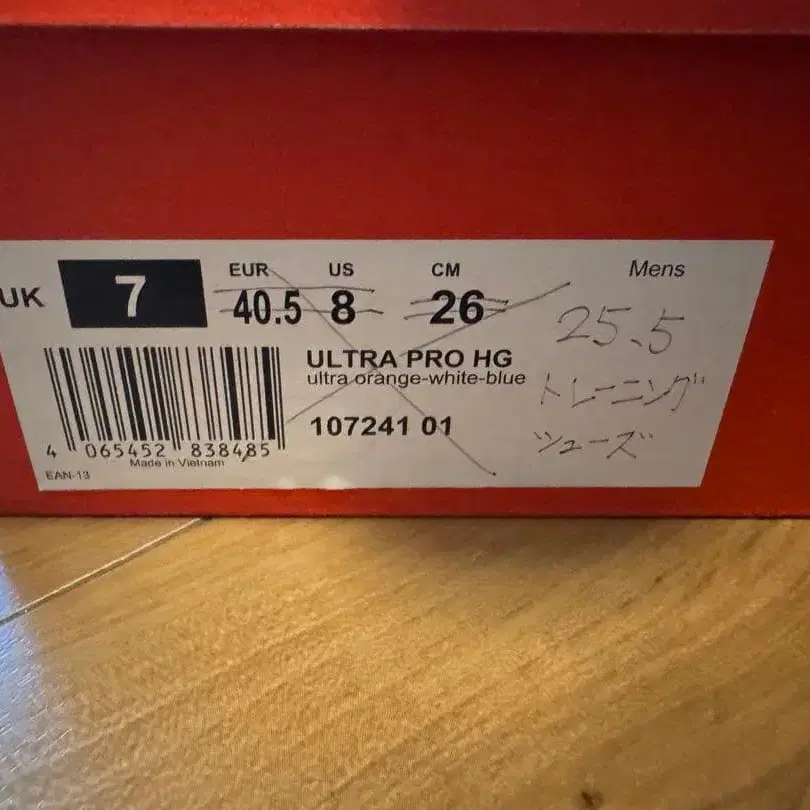 UK 7 EUR 40.5 US 8 CM 26 Mens
25.5
ULTRA PRO HG
ultra orange-white-blue
トレーニング
シューズ
107241 01
4 065452 838485
Made in Vietnam
EAN-13